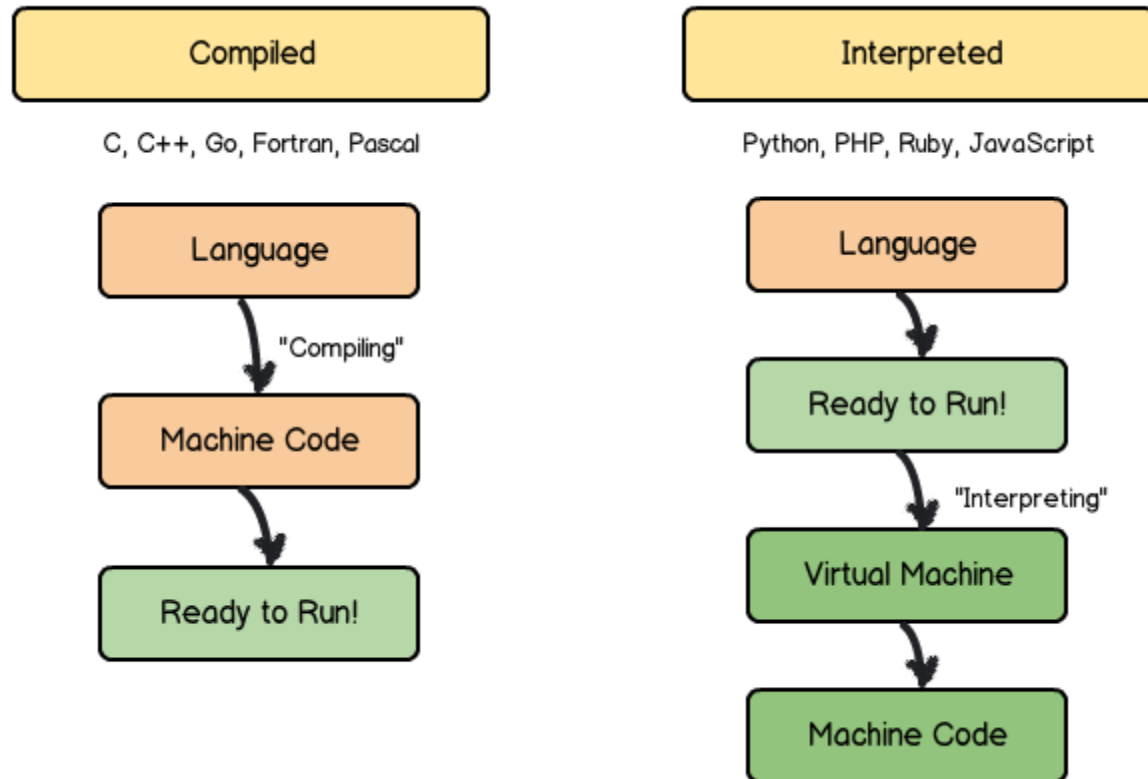 Compiled
C, C++, Go, Fortran, Pascal
Language
"Compiling"
Machine Code
Ready to Run!
Interpreted
Python, PHP, Ruby, JavaScript
Language
Ready to Run!
"Interpreting"
Virtual Machine
Machine Code